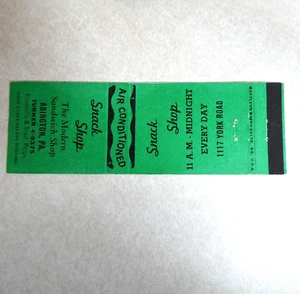 Snack
Shop
11 A.M. - MIDNIGHT
EVERY DAY
1117 YORK ROAD
AIR CONDITIONED
Snack
Shop
The Modern
Sandwich Shop
ABINGTON, PA.
TURNER 4-9375